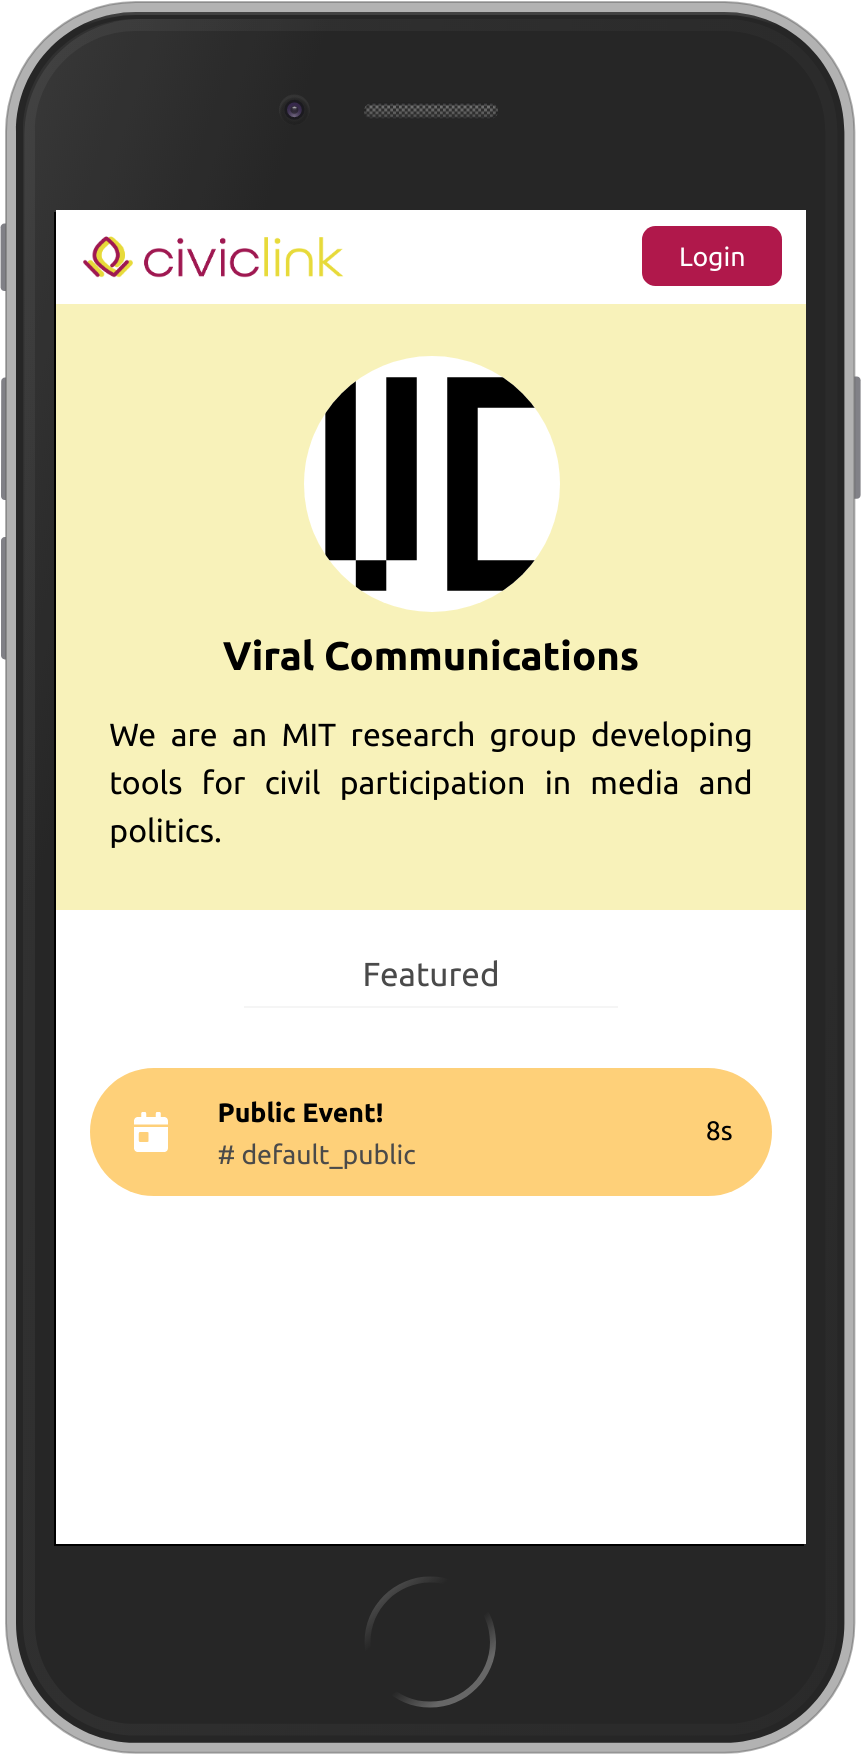 civiclink
Login
Viral Communications
We are an MIT research group developing
tools for civil participation in media and
politics.
Featured
Public Event!
# default_public
8s